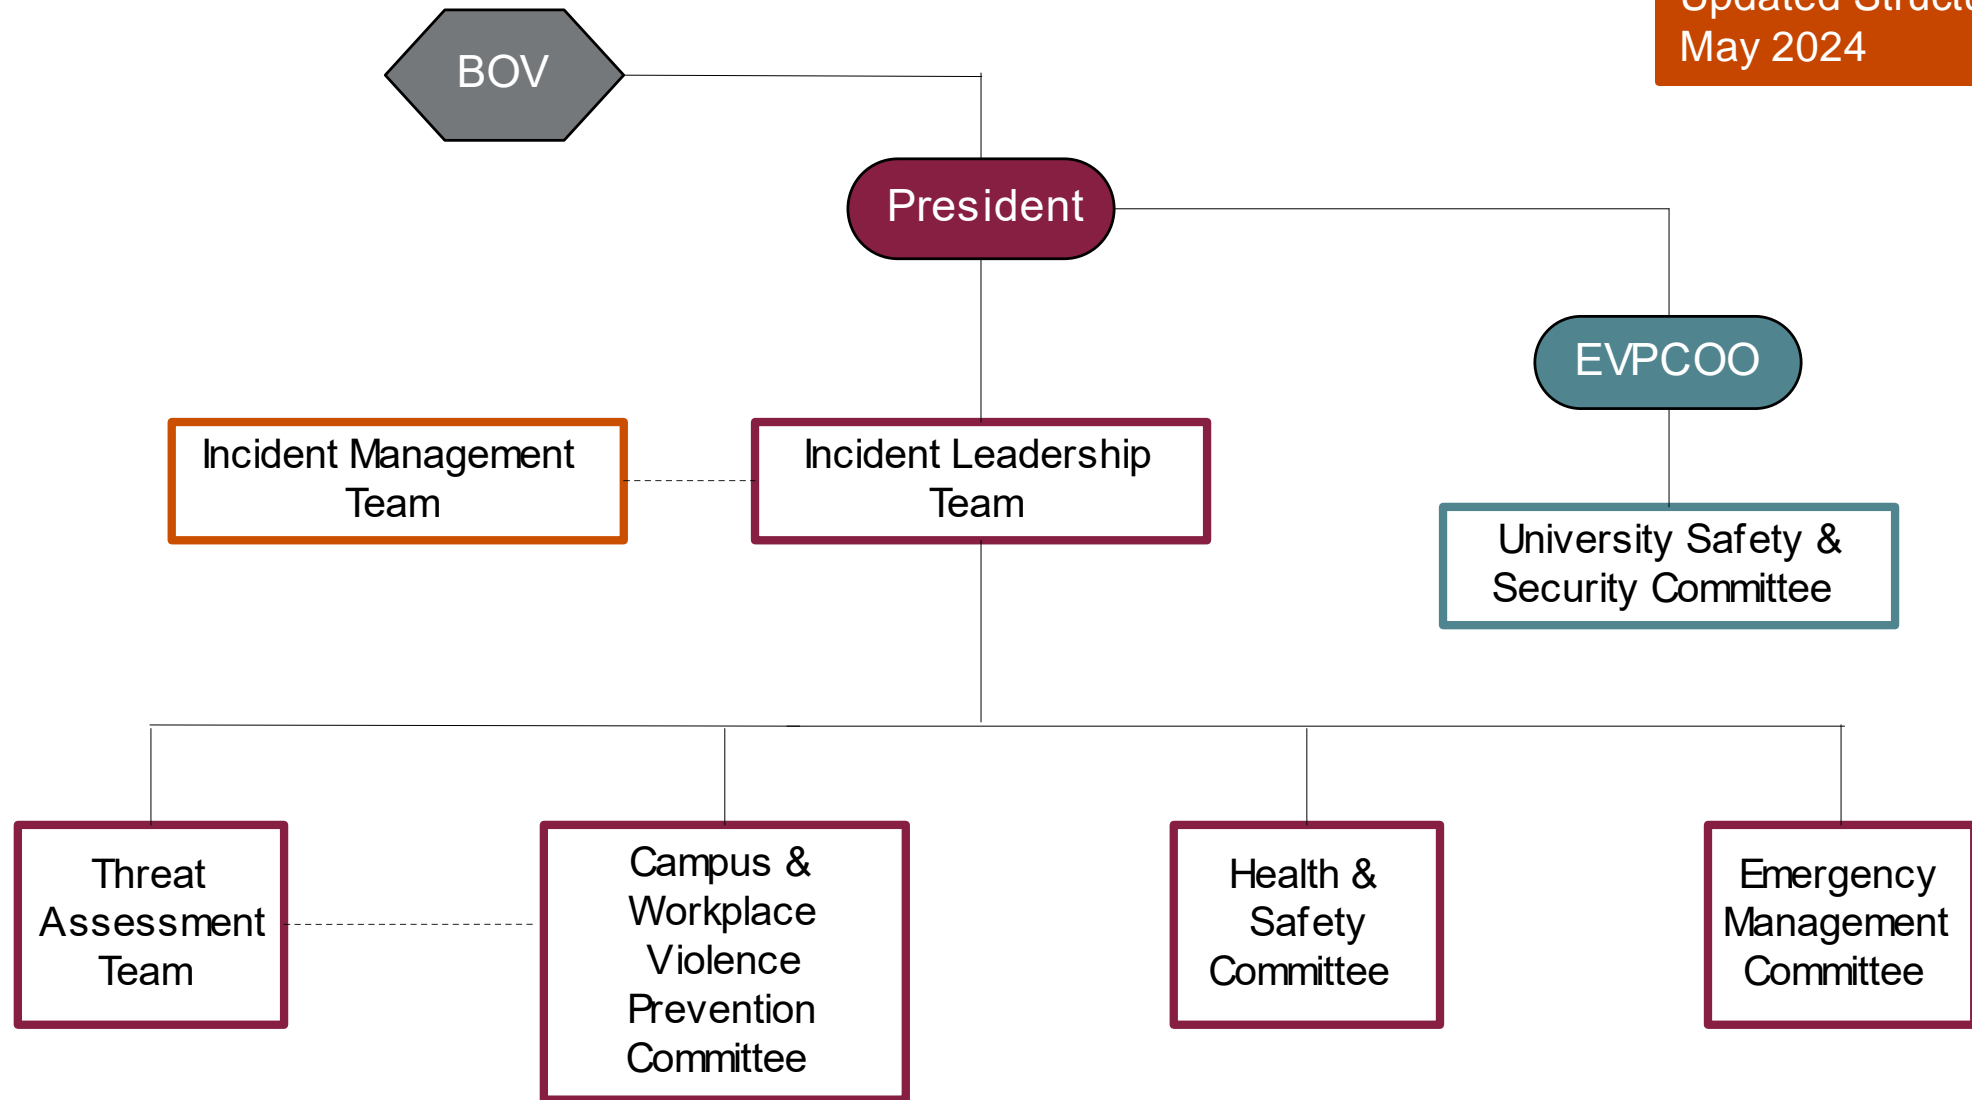 Updated
May 2024
BOV
President
EVPCOO
Incident Management
Team
Incident Leadership
Team
University Safety &
Security Committee
Threat
Assessment
Team
Campus &
Workplace
Violence
Prevention
Committee
Health &
Safety
Committee
Emergency
Management
Committee